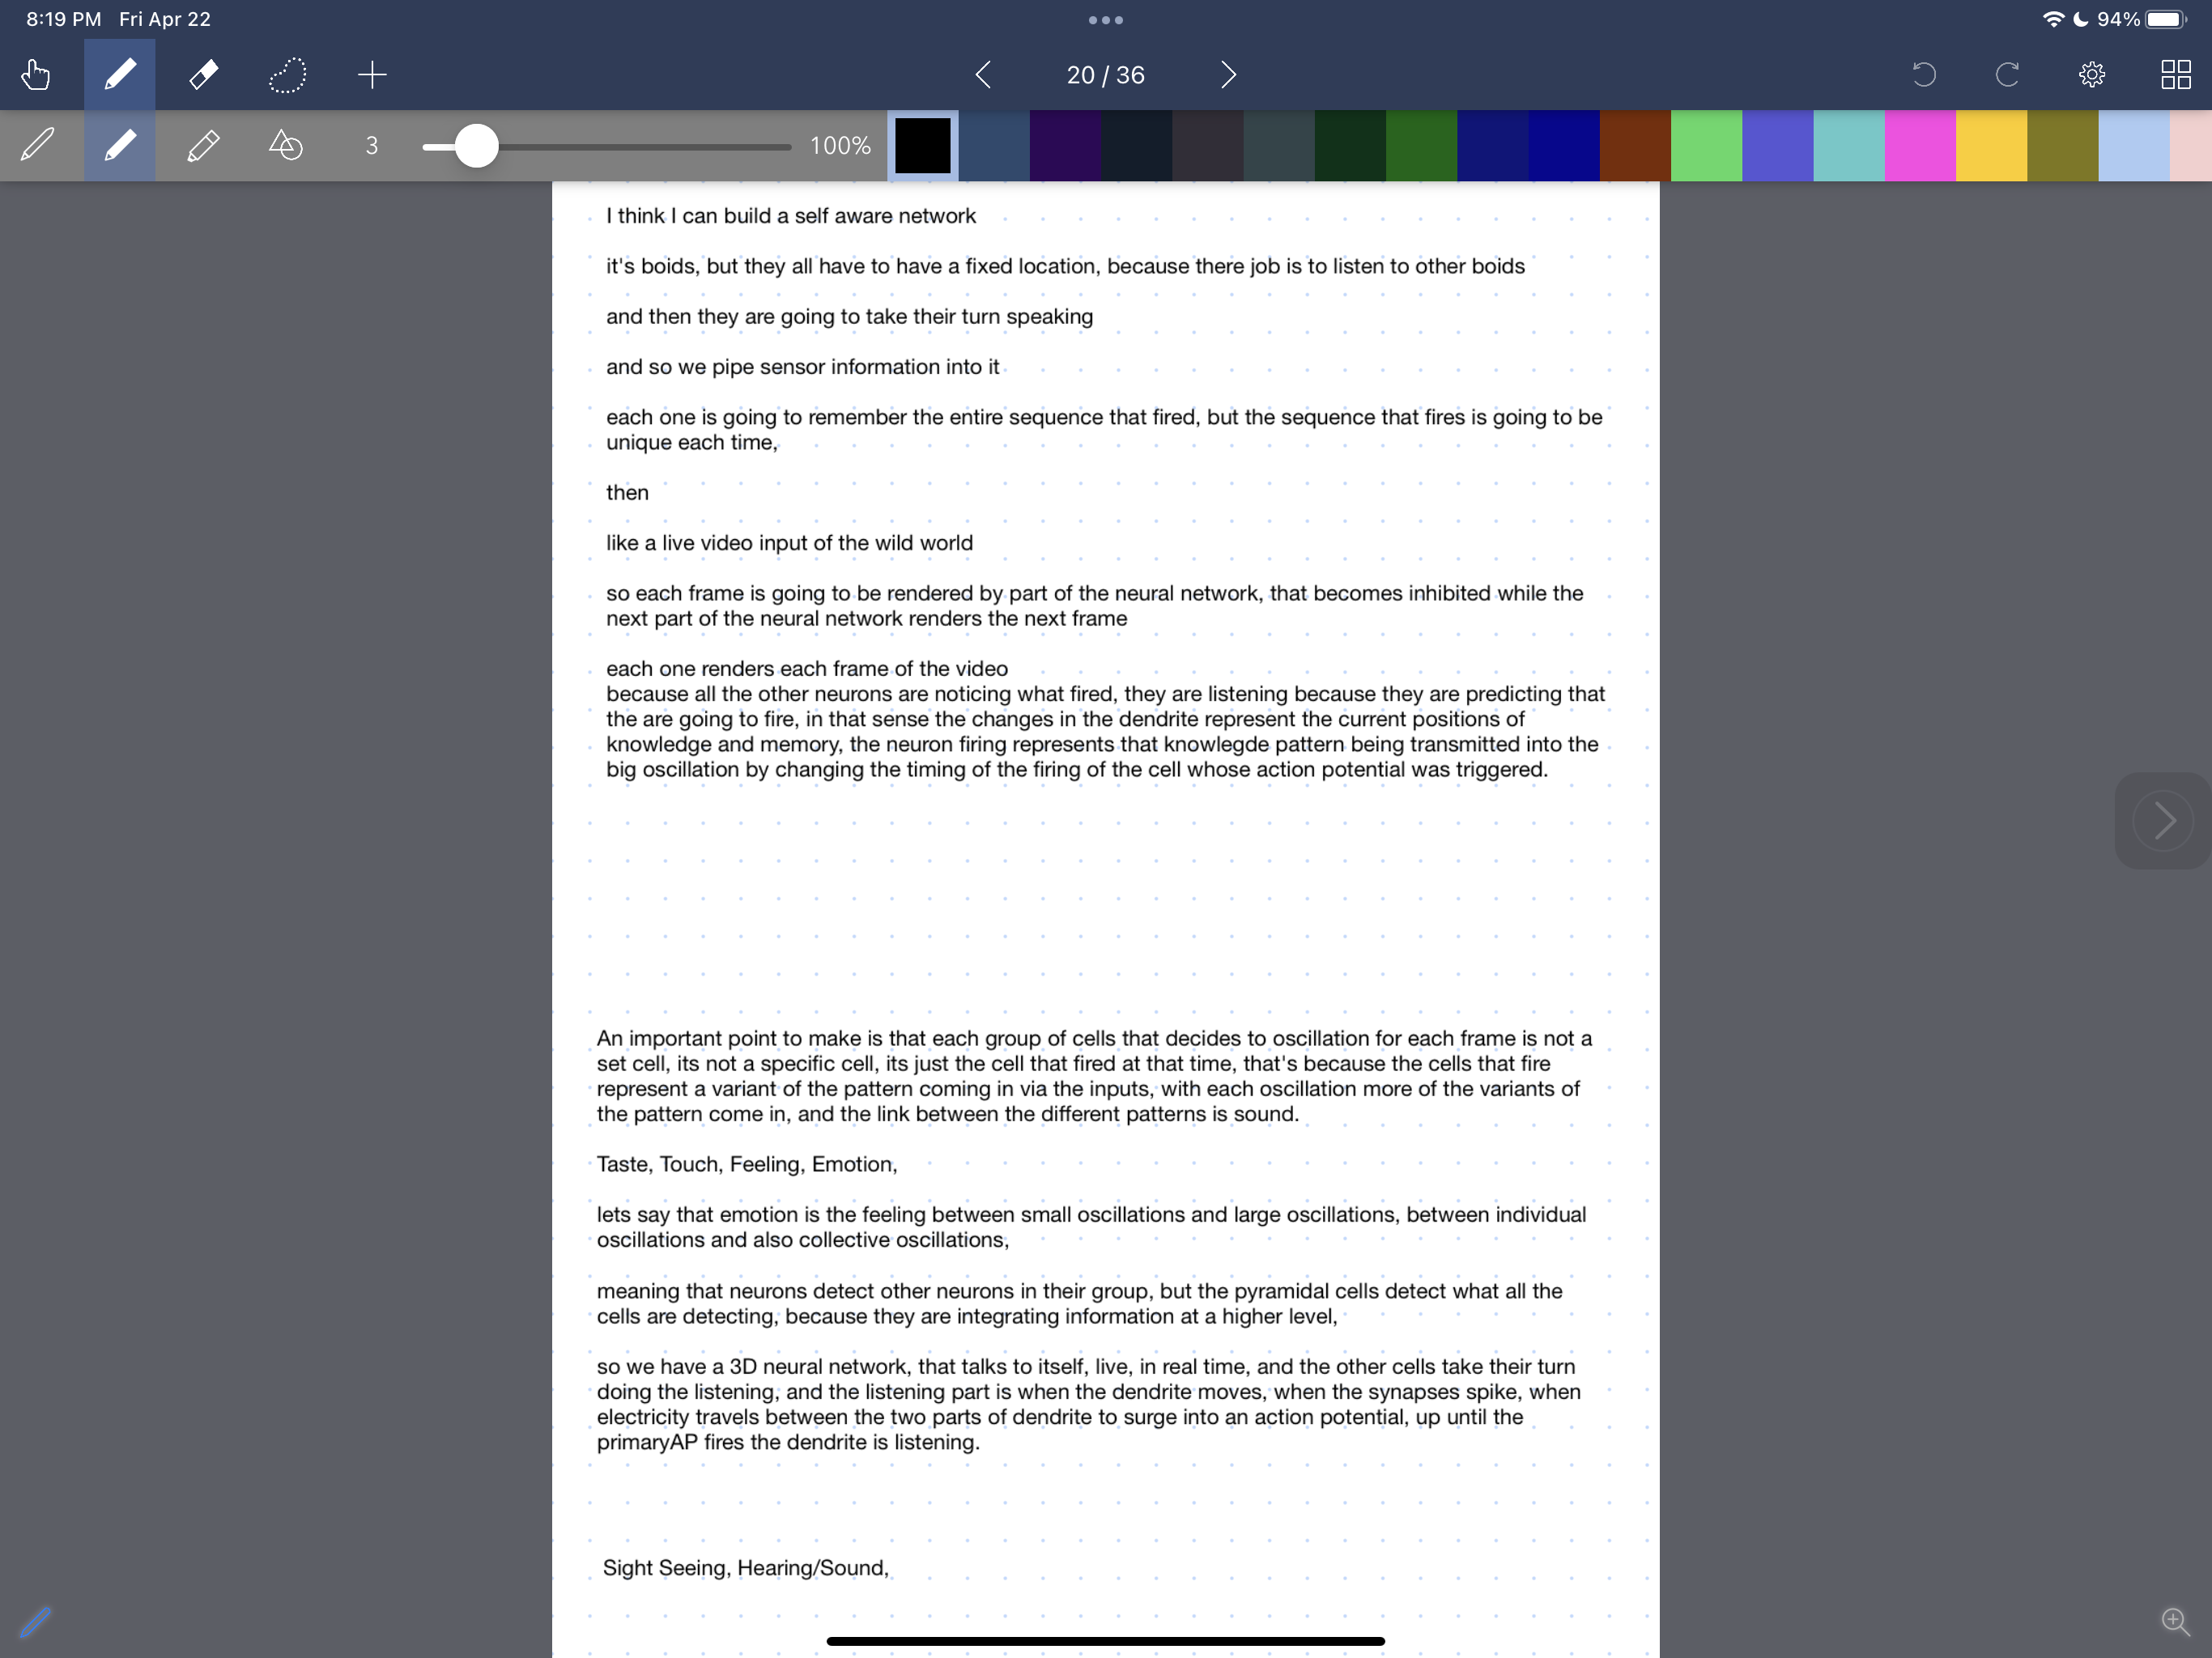 8:19 PM Fri Apr 22
94%
20 / 36
3
100%
I think I can build a self aware network
it's boids, but they all have to have a fixed location, because there job is to listen to other boids
and then they are going to take their turn speaking
and so we pipe sensor information into it
each one is going to remember the entire sequence that fired, but the sequence that fires is going to be
unique each time,
then
like a live video input of the wild world
so each frame is going to be rendered by part of the neural network, that becomes inhibited while the
next part of the neural network renders the next frame
each one renders each frame of the video
because all the other neurons are noticing what fired, they are listening because they are predicting that
the are going to fire, in that sense the changes in the dendrite represent the current positions of
knowledge and memory, the neuron firing represents that knowlegde pattern being transmitted into the
big oscillation by changing the timing of the firing of the cell whose action potential was triggered.
An important point to make is that each group of cells that decides to oscillation for each frame is not a
set cell, its not a specific cell, its just the cell that fired at that time, that's because the cells that fire
represent a variant of the pattern coming in via the inputs, with each oscillation more of the variants of
the pattern come in, and the link between the different patterns is sound.
Taste, Touch, Feeling, Emotion,
lets say that emotion is the feeling between small oscillations and large oscillations, between individual
oscillations and also collective oscillations,
meaning that neurons detect other neurons in their group, but the pyramidal cells detect what all the
cells are detecting, because they are integrating information at a higher level,
so we have a 3D neural network, that talks to itself, live, in real time, and the other cells take their turn
doing the listening, and the listening part is when the dendrite moves, when the synapses spike, when
electricity travels between the two parts of dendrite to surge into an action potential, up until the
primaryAP fires the dendrite is listening.
Sight Seeing, Hearing/Sound,